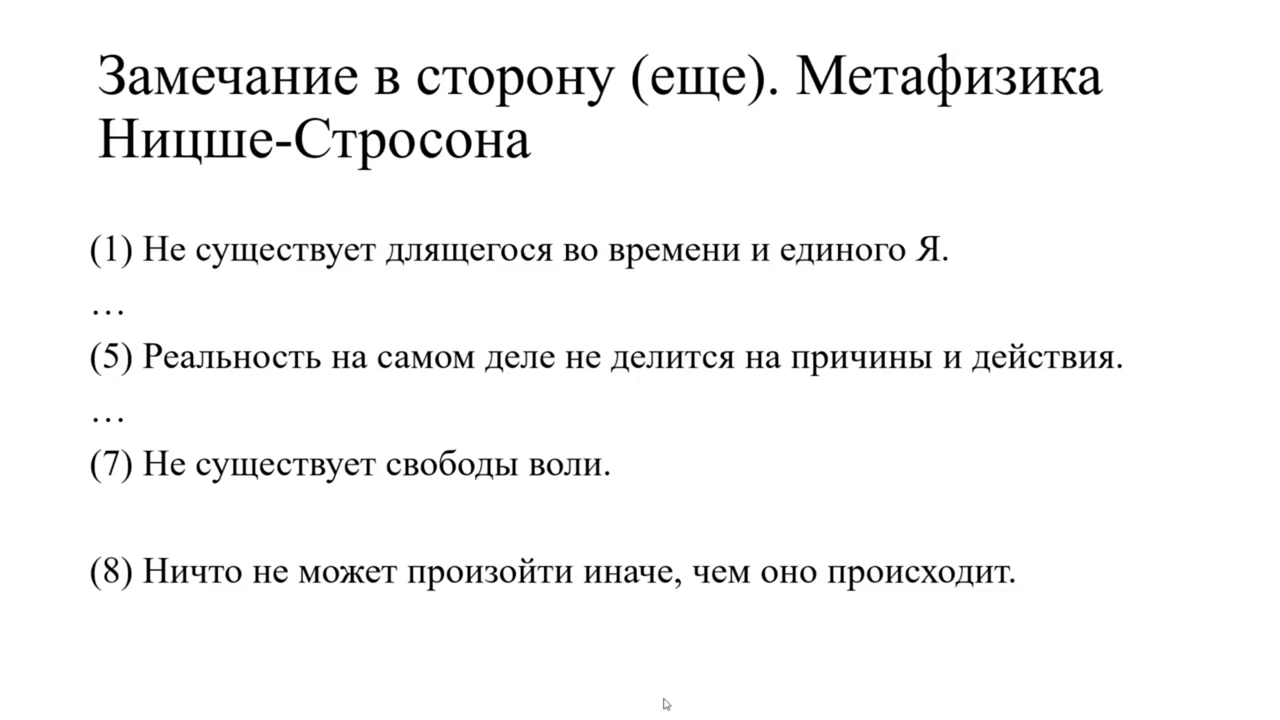 Замечание в сторону (еще). Метафизика
Ницше-Стросона
(1) Не существует длящегося во времени и единого Я.
…
(5) Реальность на самом деле не делится на причины и действия.
…
(7) Не существует свободы воли.
(8) Ничто не может произойти иначе, чем оно происходит.